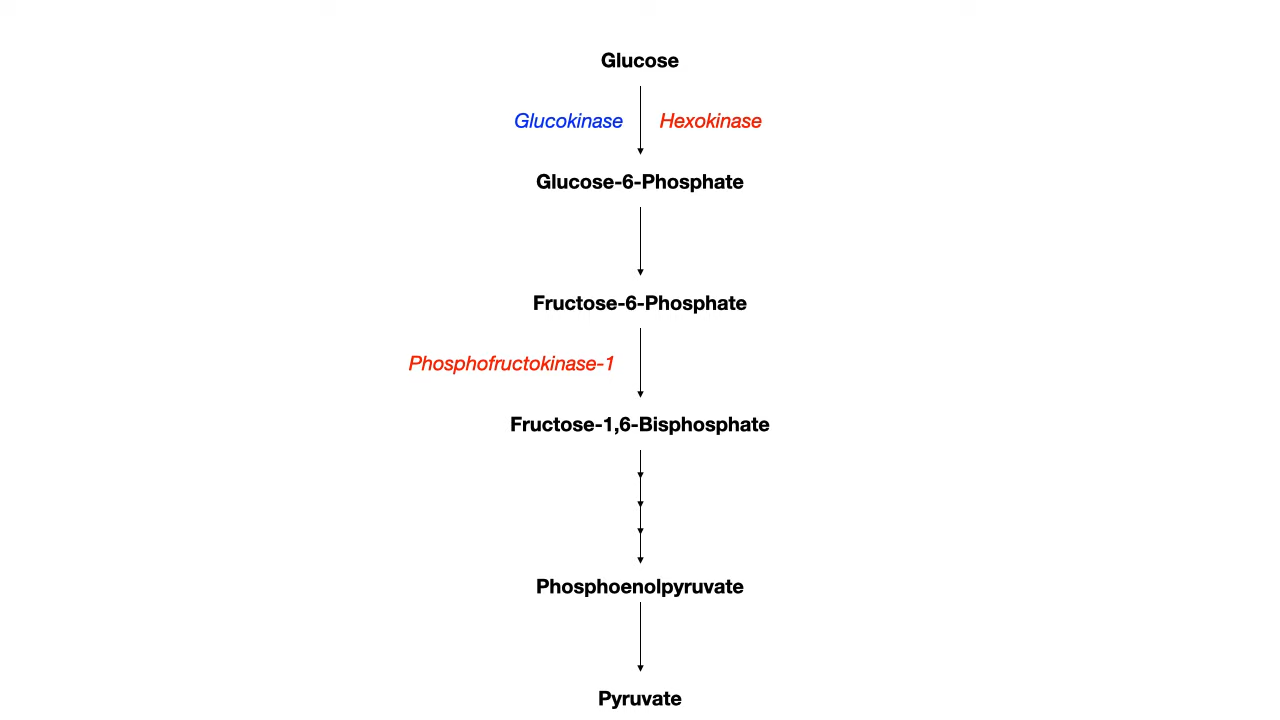 Glucose
Glucokinase Hexokinase
Glucose-6-Phosphate
Fructose-6-Phosphate
Phosphofructokinase-1
Fructose-1,6-Bisphosphate
Phosphoenolpyruvate
Pyruvate